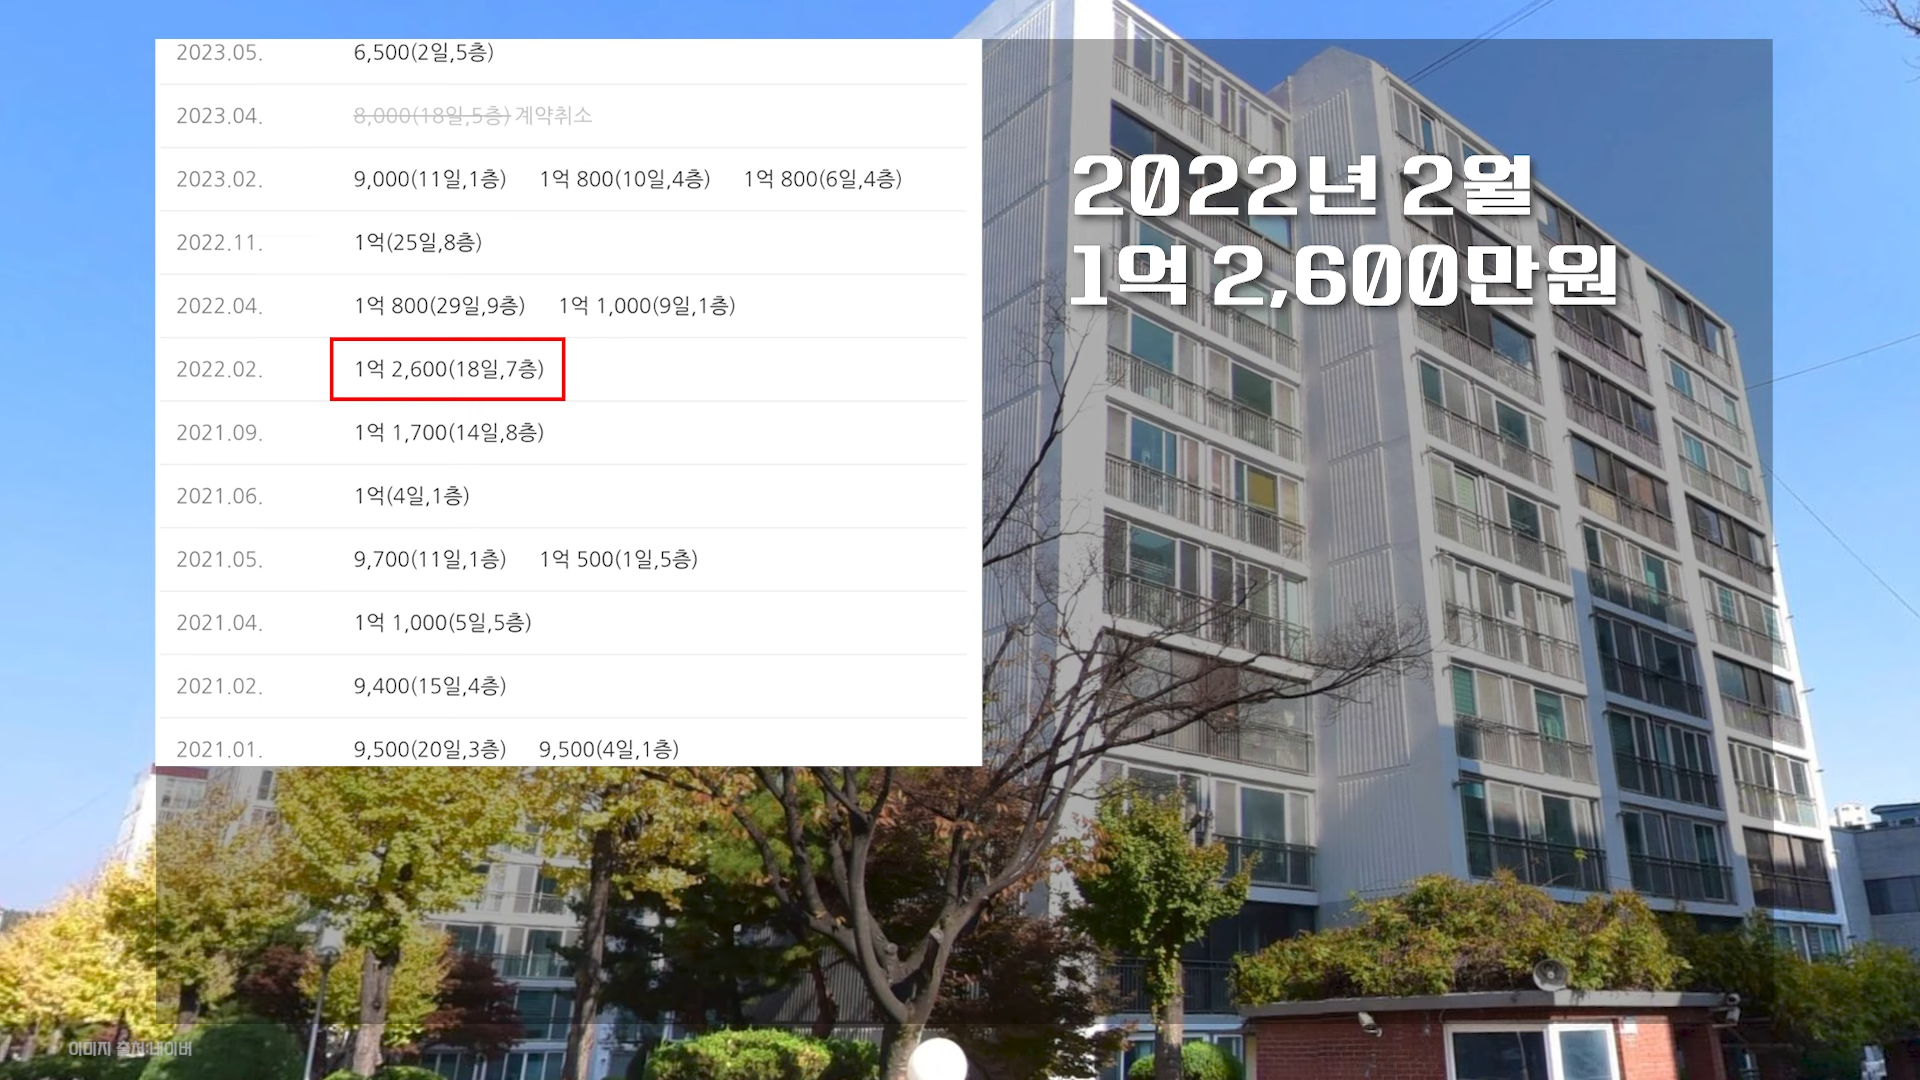 2023.05. 6,500(2일,5층)
2023.04. 8,000(18일,5층) 계약취소
2023.02. 9,000(11일,1층) 1억 800(10일,4층) 1억 800(6일,4층)
2022.11. 1억(25일,8층)
2022.04. 1억 800(29일,9층) 1억 1,000(9일,1층)
2022.02. 1억 2,600(18일,7층)
2021.09. 1억 1,700(14일,8층)
2021.06. 1억(4일,1층)
2021.05. 9,700(11일,1층) 1억 500(1일,5층)
2021.04. 1억 1,000(5일,5층)
2021.02. 9,400(15일,4층)
2021.01. 9,500(20일,3층) 9,500(4일,1층)
2022년 2월
1억 2,600만원
이미지 출처:네이버